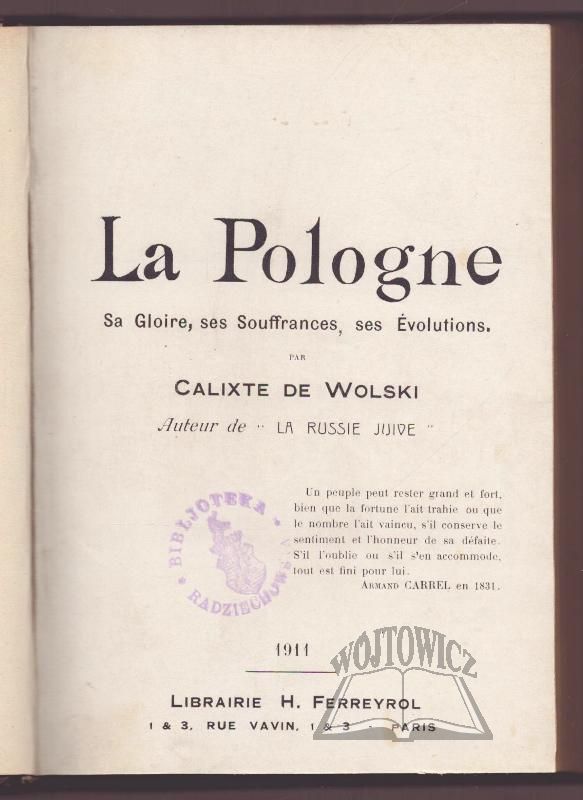 La Pologne
Sa Gloire, ses Souffrances, ses Évolutions.
PAR
CALIXTE DE WOLSKI
Auteur de " LA RUSSIE JUIVE "
Un peuple peut rester grand et fort,
bien que la fortune l'ait trahie ou que
le nombre l'ait vaincu, s'il conserve le
sentiment et l'honneur de sa défaite.
S'il l'oublie ou s'il s'en accommode,
tout est fini pour lui.
ARMAND CARREL en 1831.
* BIBLJOTEKA *
RADZIECHOWSKA
1911
WÓJTOWICZ
LIBRAIRIE H. FERREYROL
1 & 3, RUE VAVIN, 1 & 3 - PARIS